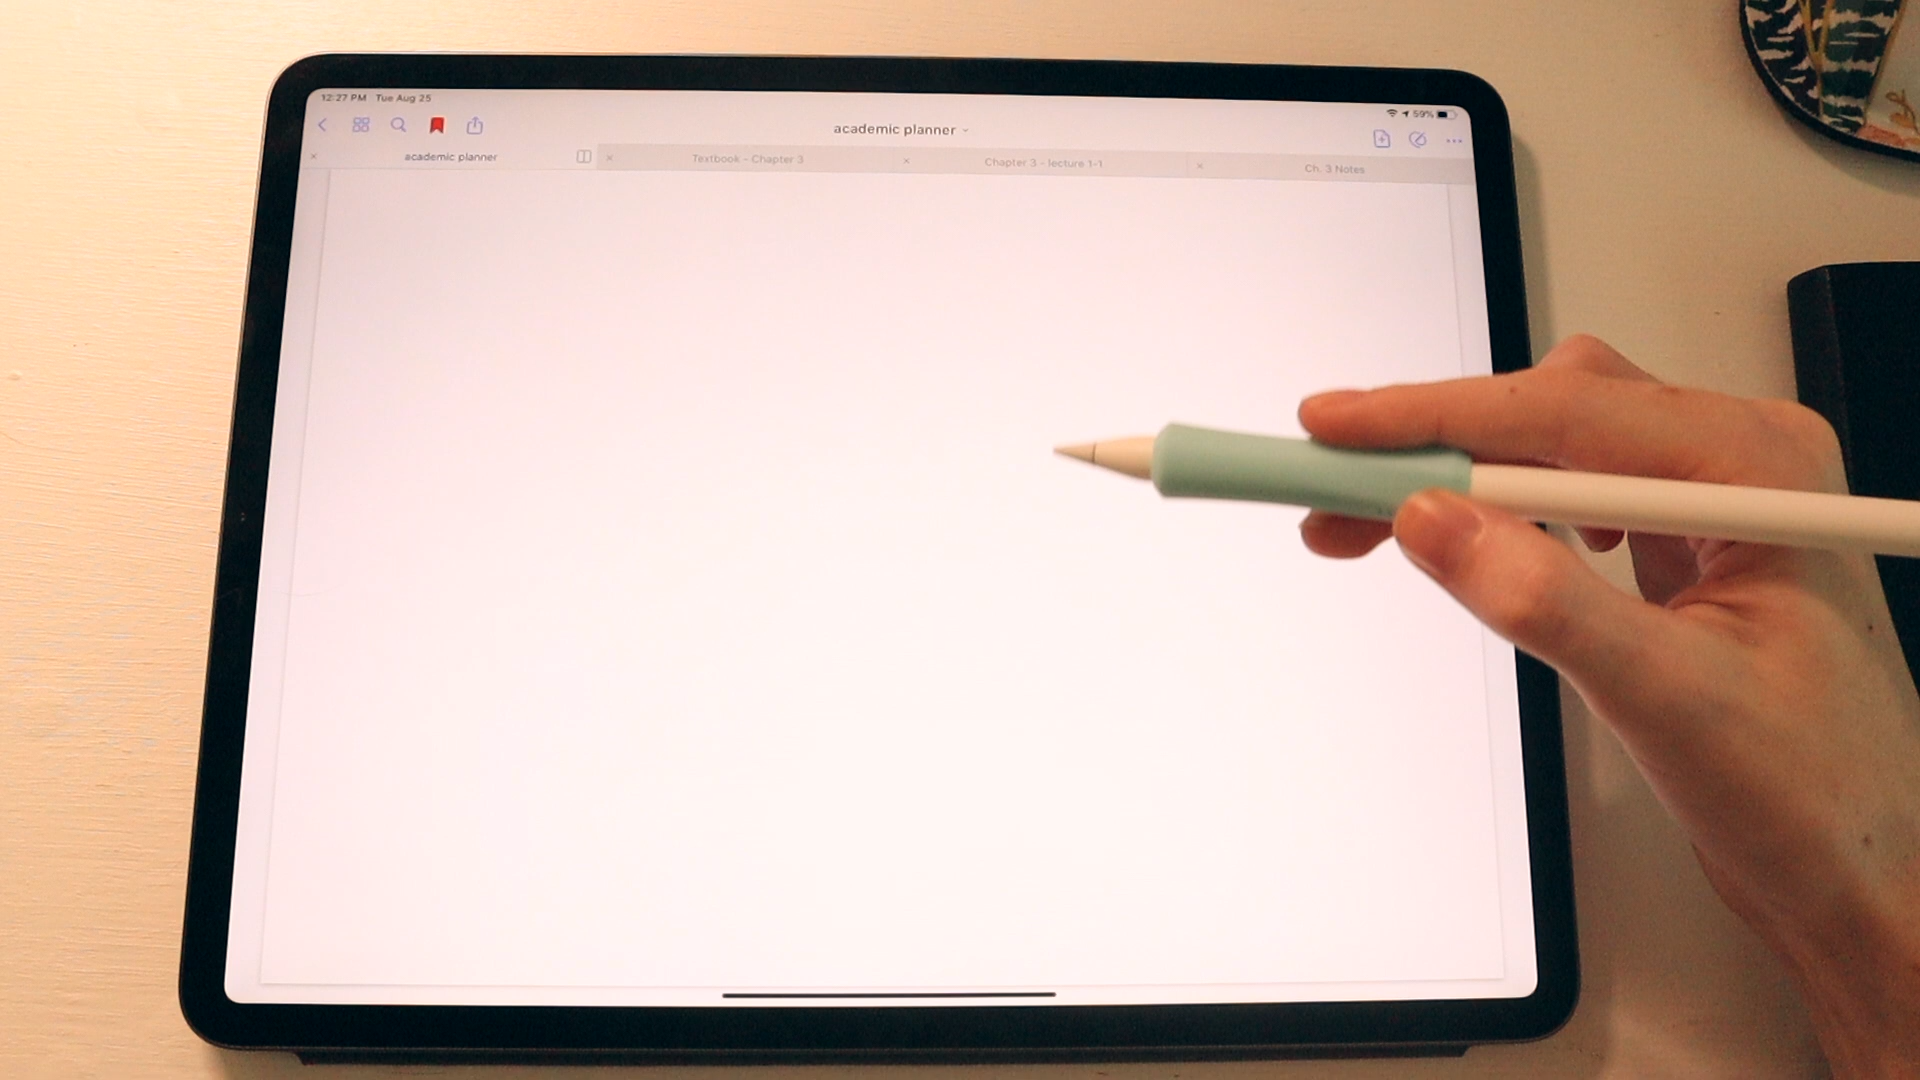 12:27 PM Tue Aug 25
59%
academic planner
academic planner
Textbook - Chapter 3
Chapter 3 - lecture 1-1
Ch. 3 Notes